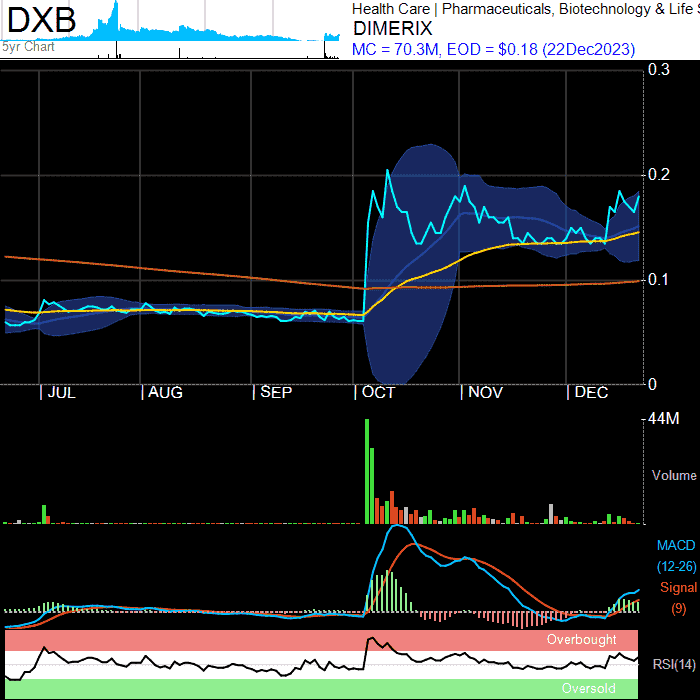 DXB
5yr Chart
Health Care | Pharmaceuticals, Biotechnology & Life S
DIMERIX
MC = 70.3M, EOD = $0.18 (22Dec2023)
0.3
0.2
0.1
0
JUL AUG SEP OCT NOV DEC
44M
Volume
MACD
(12-26)
Signal
(9)
Overbought
RSI(14)
Oversold